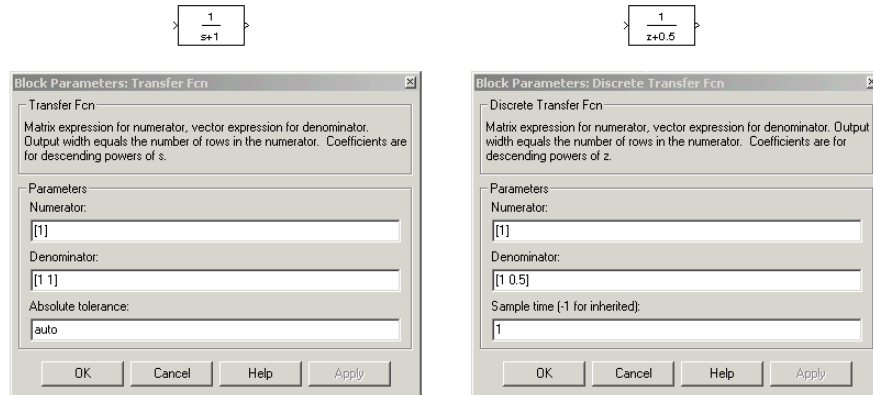 1
s+1
1
z+0.5
Block Parameters: Transfer Fcn
Transfer Fcn
Matrix expression for numerator, vector expression for denominator.
Output width equals the number of rows in the numerator. Coefficients are
for descending powers of s.
Parameters
Numerator:
[1]
Denominator:
[1 1]
Absolute tolerance:
auto
OK Cancel Help Apply
Block Parameters: Discrete Transfer Fcn
Discrete Transfer Fcn
Matrix expression for numerator, vector expression for denominator. Output
width equals the number of rows in the numerator. Coefficients are for
descending powers of z.
Parameters
Numerator:
[1]
Denominator:
[1 0.5]
Sample time (-1 for inherited):
1
OK Cancel Help Apply